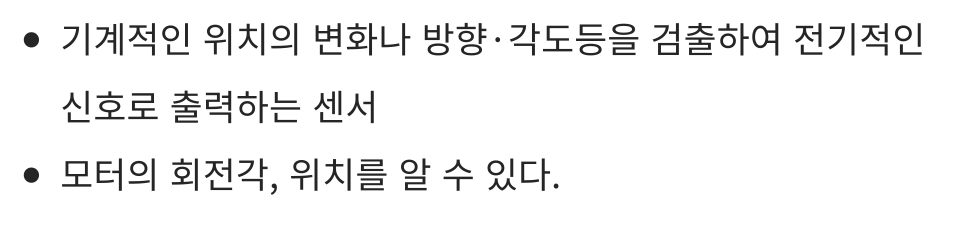 ● 기계적인 위치의 변화나 방향·각도등을 검출하여 전기적인
신호로 출력하는 센서
● 모터의 회전각, 위치를 알 수 있다.